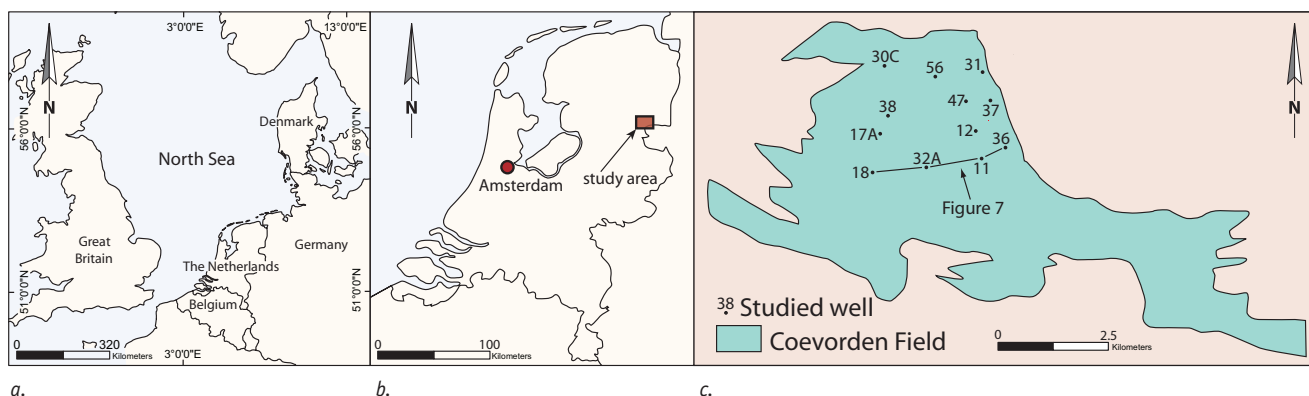 3°0'0"E
13°0'0"E
N
56°0'0"N
56°0'0"N
Denmark
North Sea
Great
Britain
Germany
The Netherlands
Belgium
51°0'0"N
51°0'0"N
0
320
Kilometers
3°0'0"E
a.
N
Amsterdam
study area
0
100
Kilometers
b.
30C
56
31
N
47
37
38
17A
12
36
32A
18
11
Figure 7
38 Studied well
Coevorden Field
0
2.5
Kilometers
c.